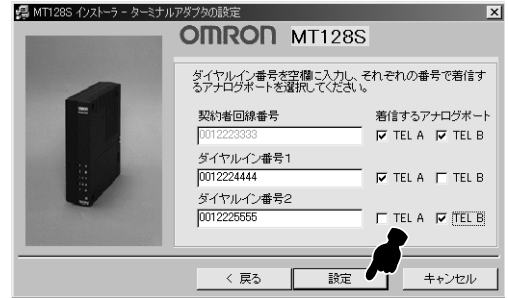 MT128S インストーラ - ターミナルアダプタの設定
OMRON MT128S
ダイヤルイン番号を空欄に入力し、それぞれの番号で着信す
るアナログポートを選択してください。
契約者回線番号 着信するアナログポート
0012223333 TEL A TEL B
ダイヤルイン番号1
0012224444 TEL A TEL B
ダイヤルイン番号2
0012225555 TEL A TEL B
< 戻る 設定 キャンセル